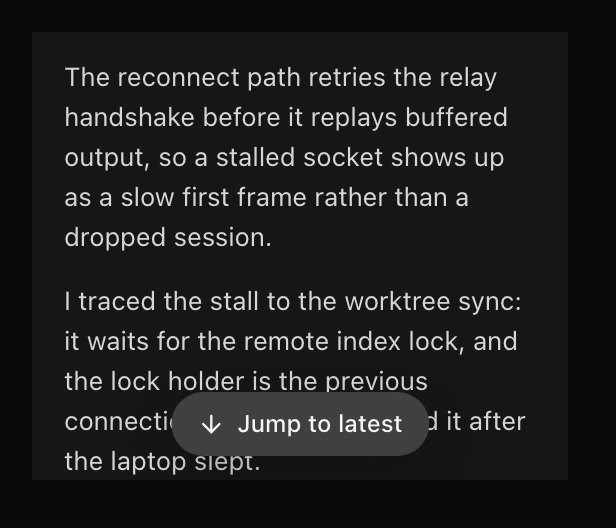 The reconnect path retries the relay
handshake before it replays buffered
output, so a stalled socket shows up
as a slow first frame rather than a
dropped session.
I traced the stall to the worktree sync:
it waits for the remote index lock, and
the lock holder is the previous
it after
Jump to latest
the laptop slept.